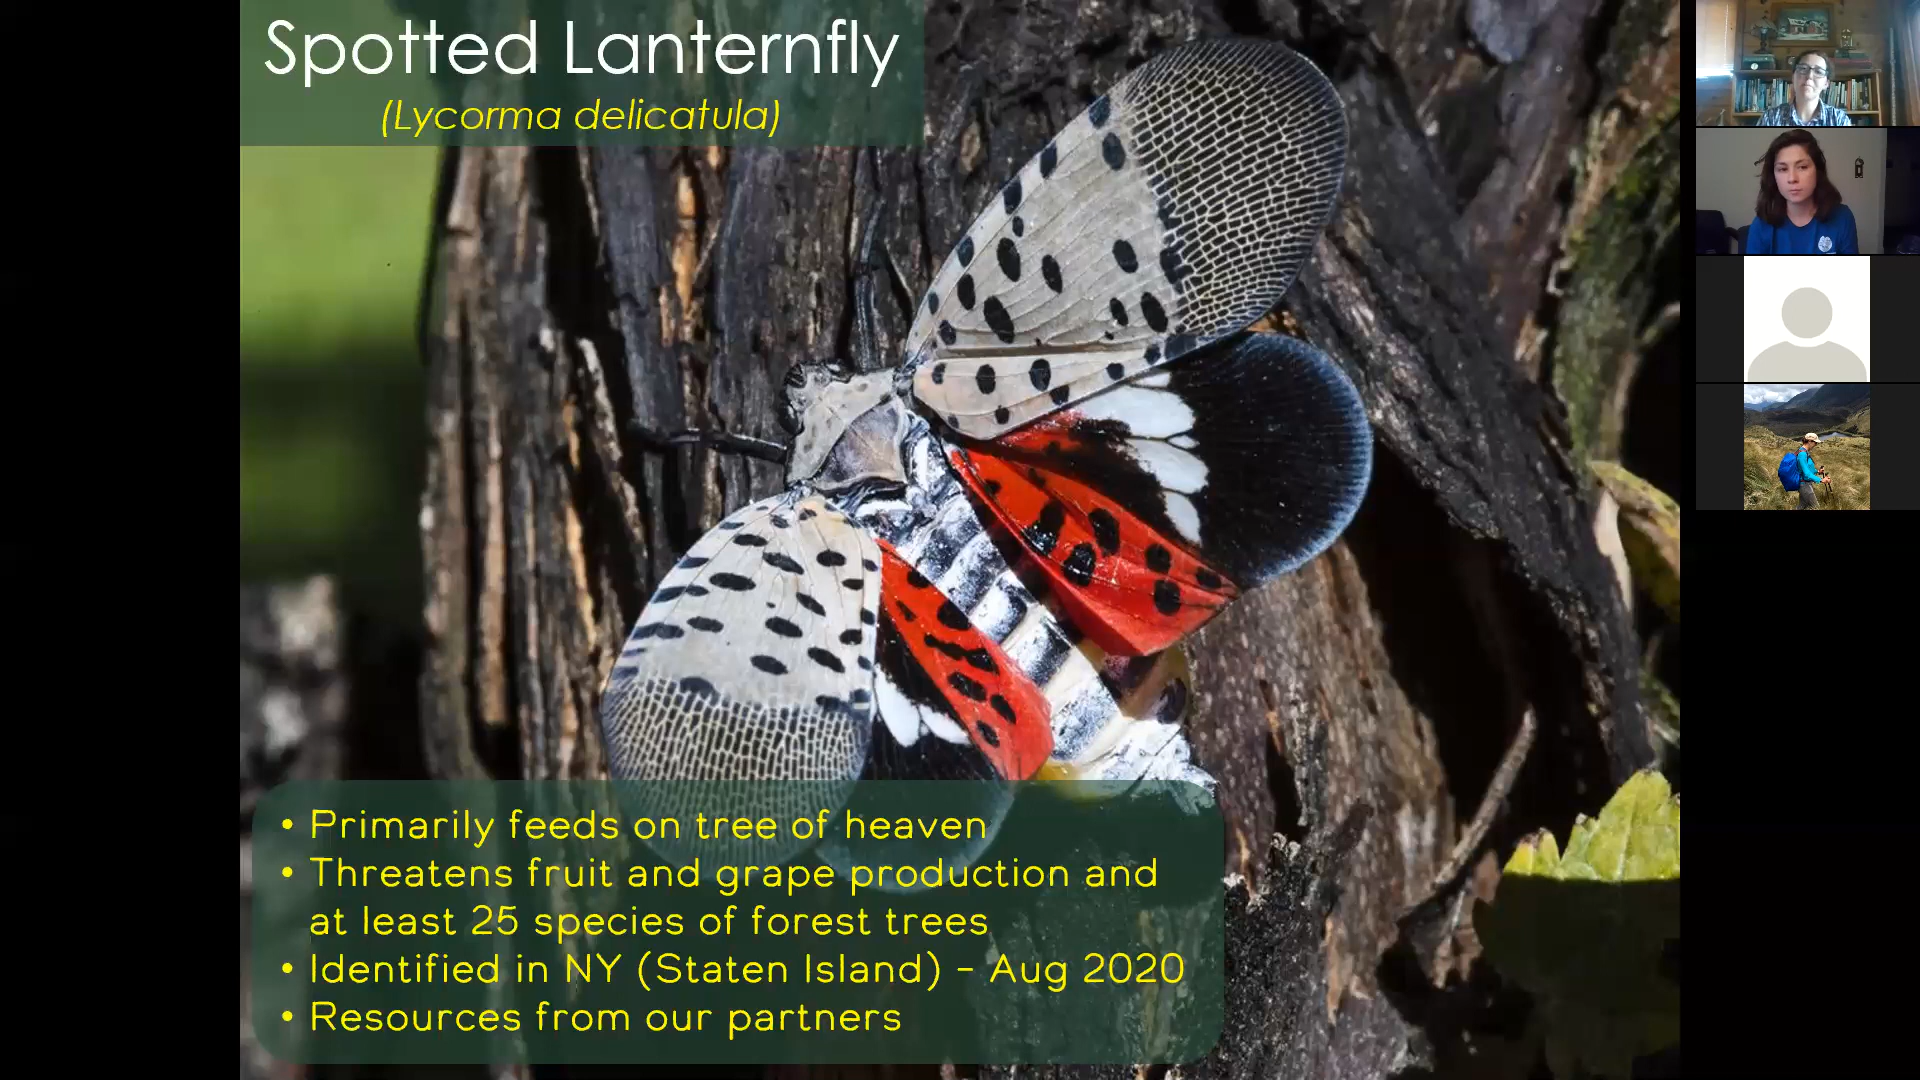 Spotted Lanternfly
(Lycorma delicatula)
• Primarily feeds on tree of heaven
• Threatens fruit and grape production and
at least 25 species of forest trees
• Identified in NY (Staten Island) – Aug 2020
• Resources from our partners